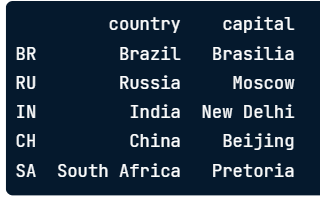 country capital
BR Brazil Brasilia
RU Russia Moscow
IN India New Delhi
CH China Beijing
SA South Africa Pretoria